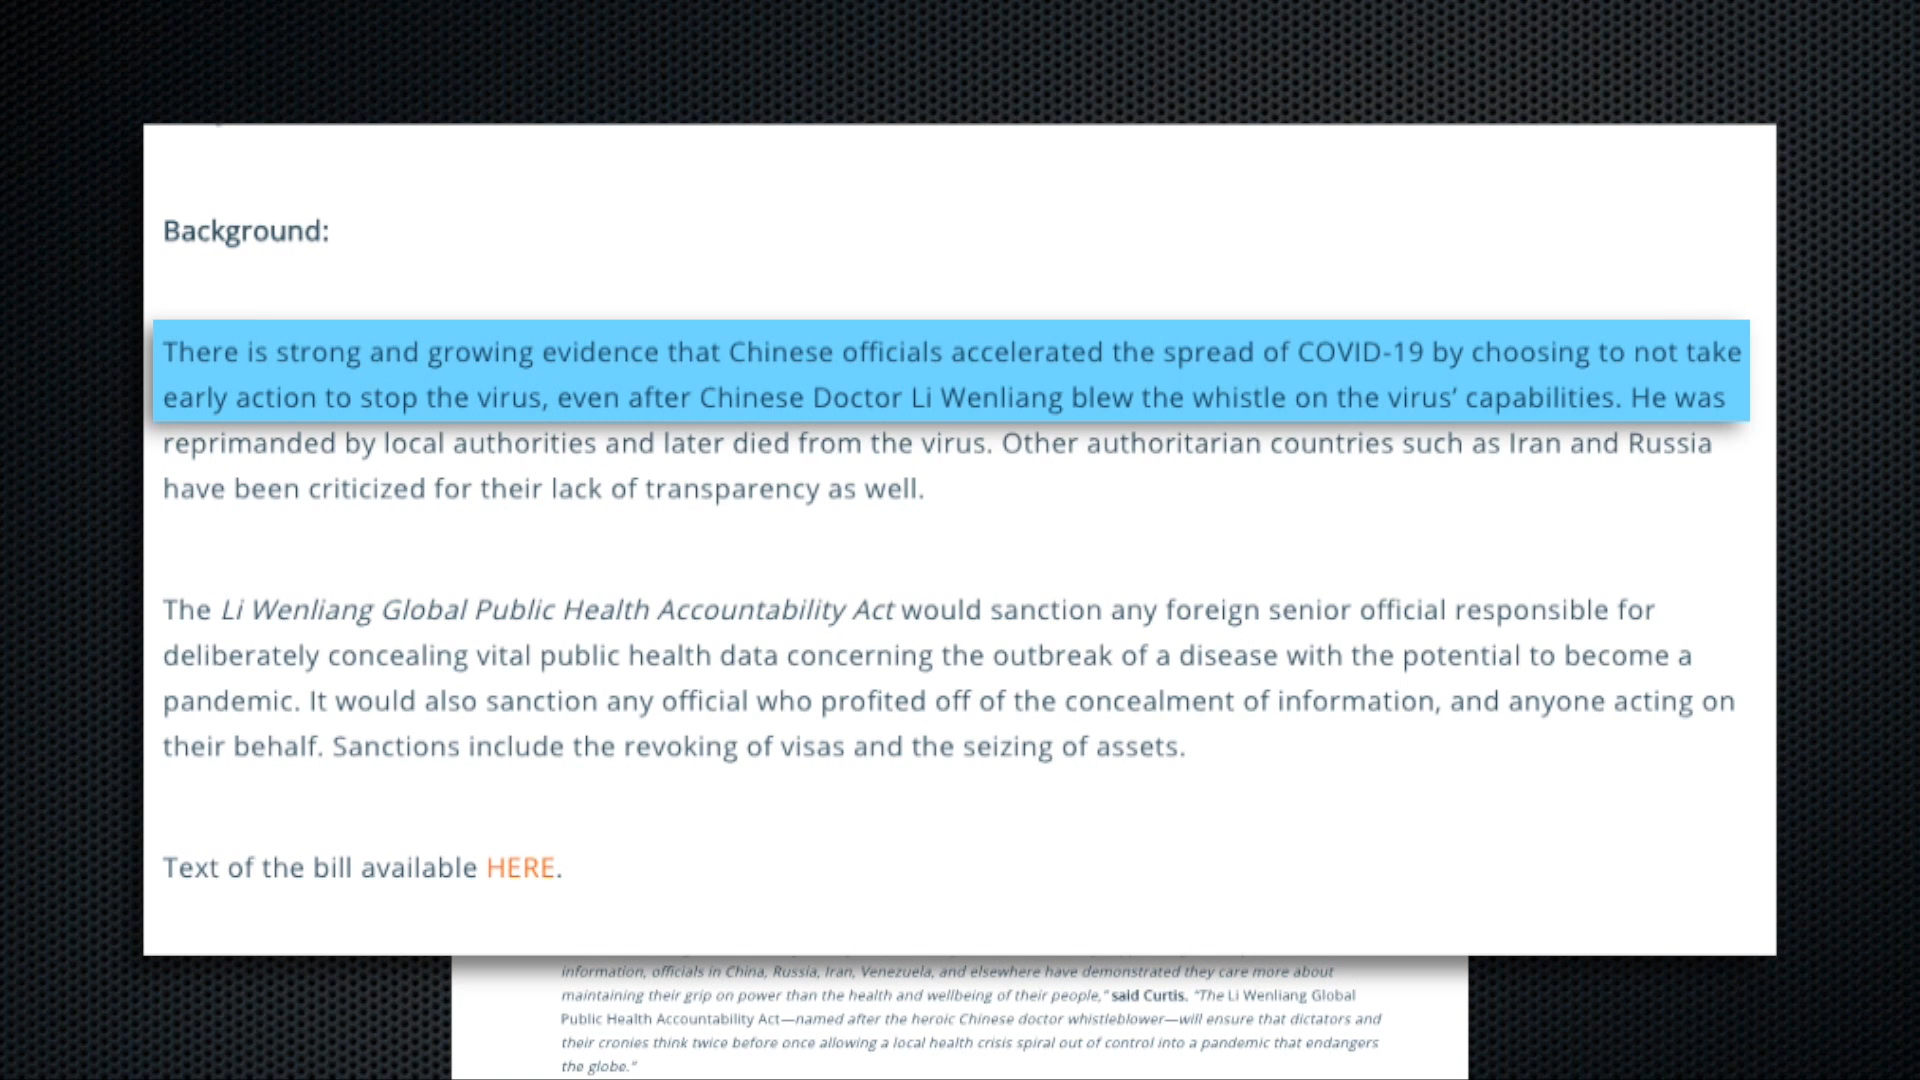 Background:
There is strong and growing evidence that Chinese officials accelerated the spread of COVID-19 by choosing to not take
early action to stop the virus, even after Chinese Doctor Li Wenliang blew the whistle on the virus’ capabilities. He was
reprimanded by local authorities and later died from the virus. Other authoritarian countries such as Iran and Russia
have been criticized for their lack of transparency as well.
The Li Wenliang Global Public Health Accountability Act would sanction any foreign senior official responsible for
deliberately concealing vital public health data concerning the outbreak of a disease with the potential to become a
pandemic. It would also sanction any official who profited off of the concealment of information, and anyone acting on
their behalf. Sanctions include the revoking of visas and the seizing of assets.
Text of the bill available HERE.
information, officials in China, Russia, Iran, Venezuela, and elsewhere have demonstrated they care more about
maintaining their grip on power than the health and wellbeing of their people,” said Curtis. “The Li Wenliang Global
Public Health Accountability Act—named after the heroic Chinese doctor whistleblower—will ensure that dictators and
their cronies think twice before once allowing a local health crisis spiral out of control into a pandemic that endangers
the globe.”